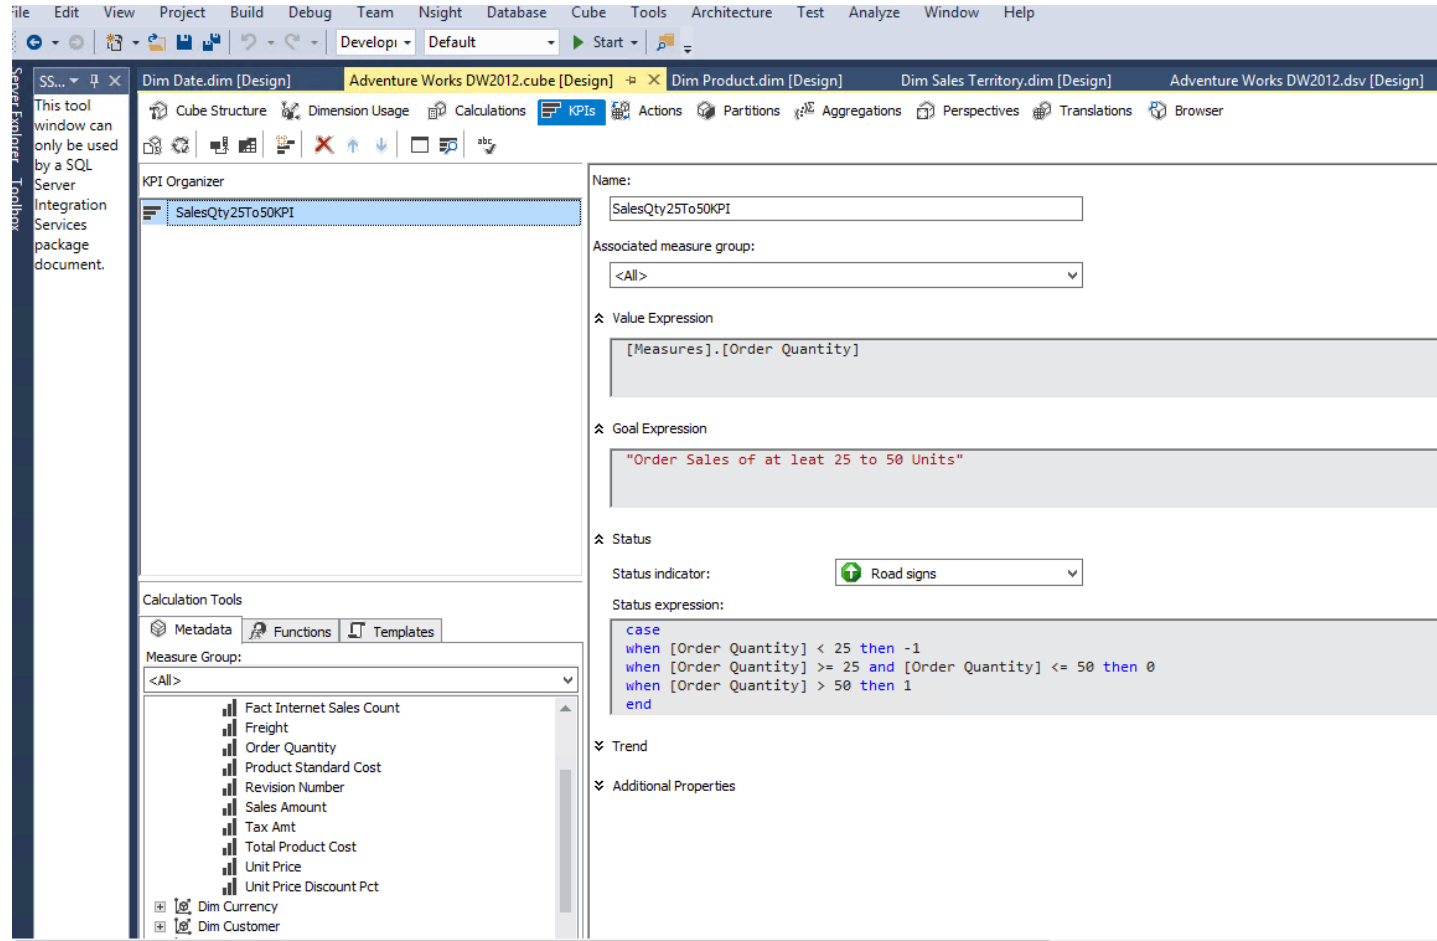 ile Edit View Project Build Debug Team Nsight Database Cube Tools Architecture Test Analyze Window Help
Developı Default Start
Server Explorer Toolbox
SS...
This tool
window can
only be used
by a SQL
Server
Integration
Services
package
document.
Dim Date.dim [Design] Adventure Works DW2012.cube [Design] Dim Product.dim [Design] Dim Sales Territory.dim [Design] Adventure Works DW2012.dsv [Design]
Cube Structure Dimension Usage Calculations KPIs Actions Partitions Aggregations Perspectives Translations Browser
abc
KPI Organizer
SalesQty25To50KPI
Name:
SalesQty25To50KPI
Associated measure group:
<All>
Value Expression
[Measures].[Order Quantity]
Goal Expression
"Order Sales of at leat 25 to 50 Units"
Status
Status indicator: Road signs
Status expression:
case
when [Order Quantity] < 25 then -1
when [Order Quantity] >= 25 and [Order Quantity] <= 50 then 0
when [Order Quantity] > 50 then 1
end
Trend
Additional Properties
Calculation Tools
Metadata Functions Templates
Measure Group:
<All>
Fact Internet Sales Count
Freight
Order Quantity
Product Standard Cost
Revision Number
Sales Amount
Tax Amt
Total Product Cost
Unit Price
Unit Price Discount Pct
Dim Currency
Dim Customer